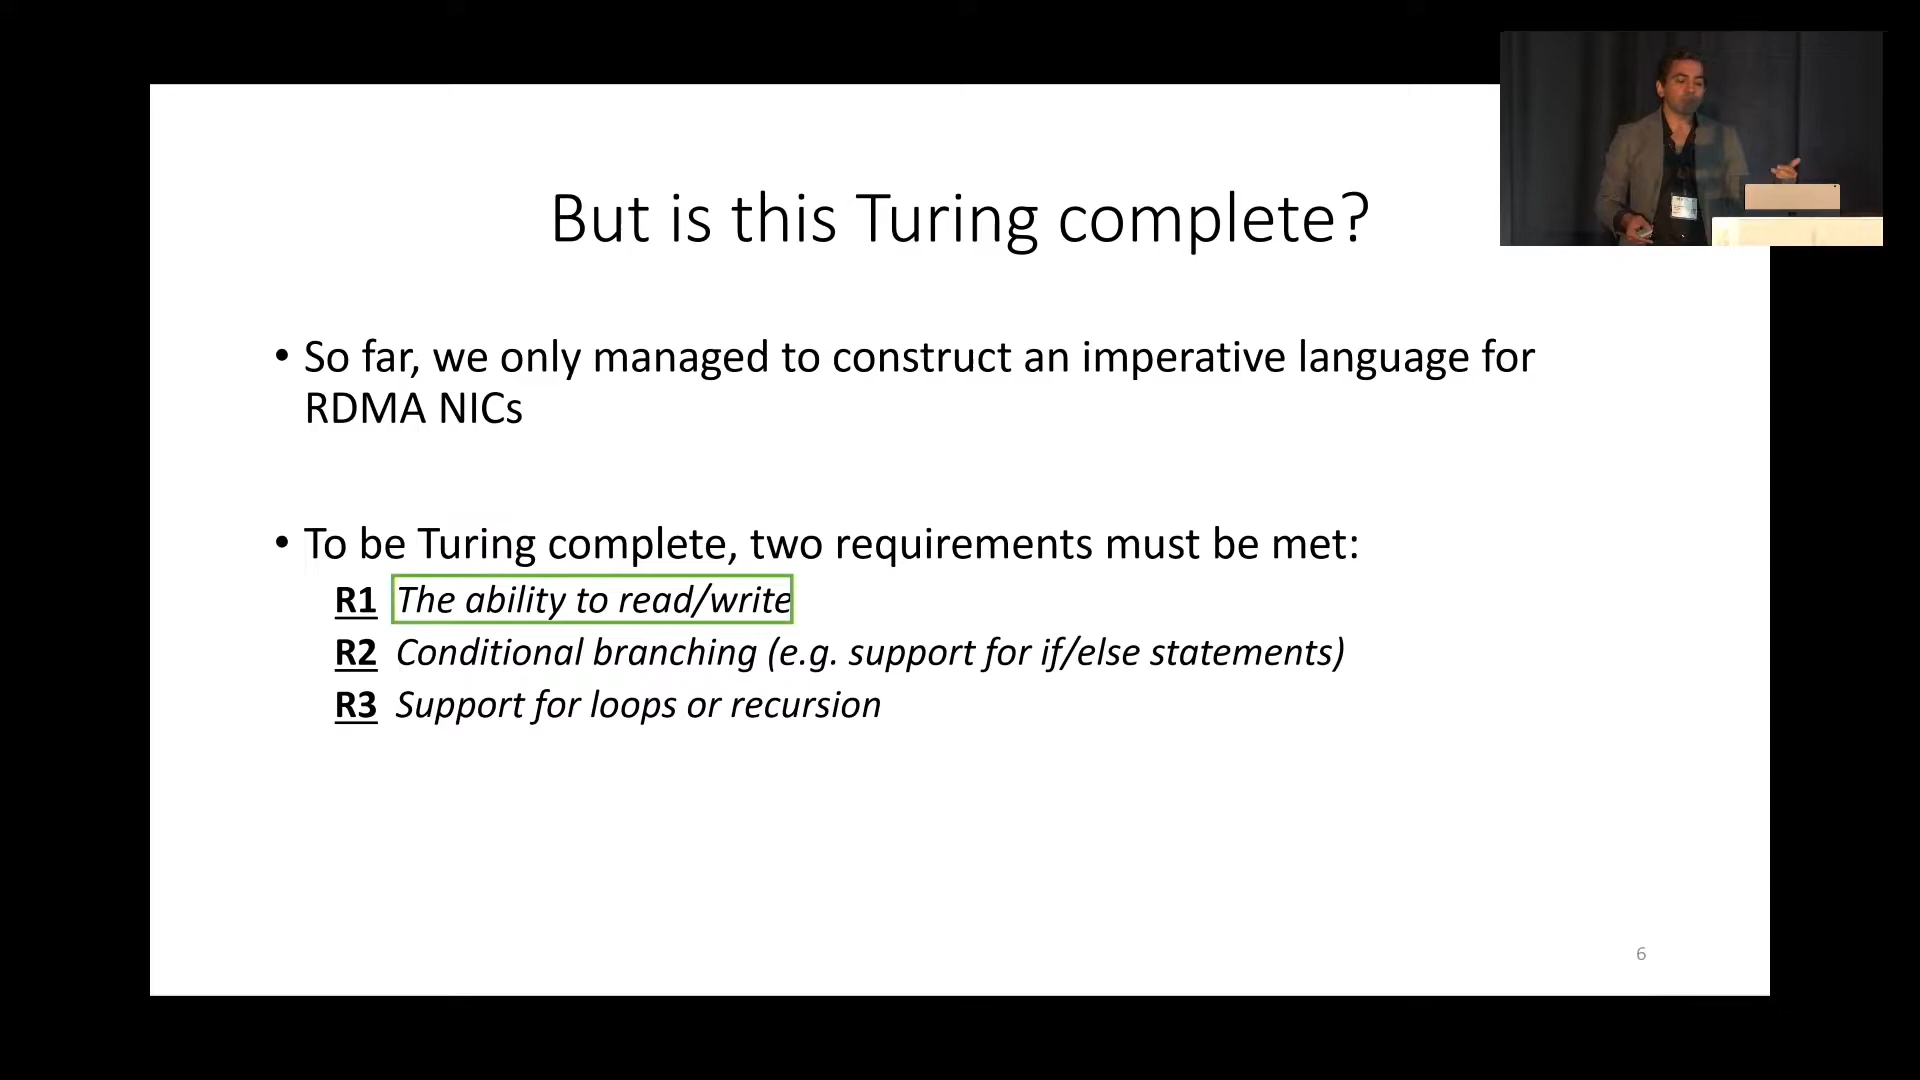 But is this Turing complete?
• So far, we only managed to construct an imperative language for
RDMA NICs
• To be Turing complete, two requirements must be met:
R1 The ability to read/write
R2 Conditional branching (e.g. support for if/else statements)
R3 Support for loops or recursion
6